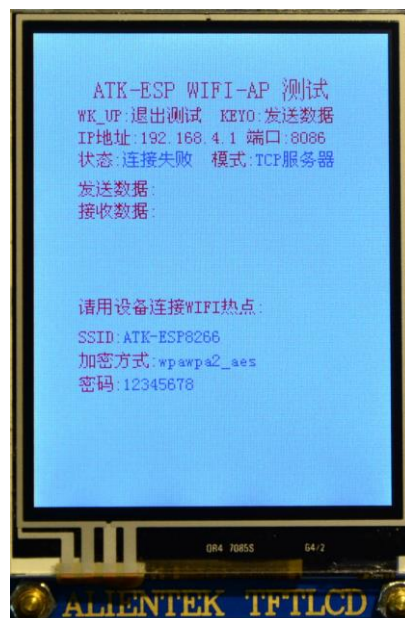 ATK-ESP WIFI-AP 测试
WK_UP:退出测试 KEY0:发送数据
IP地址:192.168.4.1 端口:8086
状态:连接失败 模式:TCP服务器
发送数据:
接收数据:
请用设备连接WIFI热点:
SSID:ATK-ESP8266
加密方式:wpawpa2_aes
密码:12345678
OR4 7085S G4/2
ALIENTEK TFTLCD